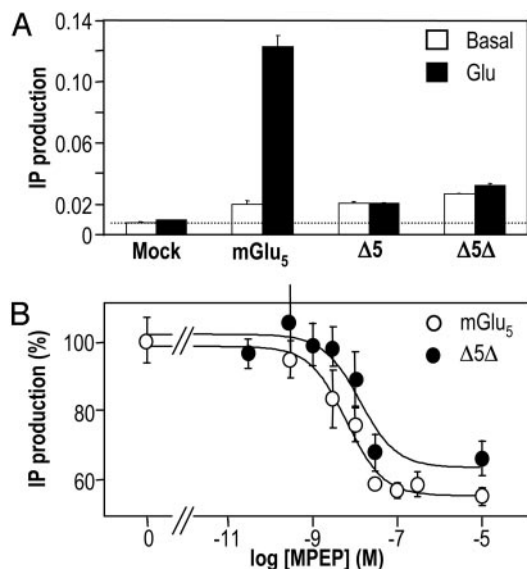 A
0.14
0.10
0.06
0.02
0
IP production
Basal
Glu
Mock
mGlu5
Δ5
Δ5Δ
B
100
80
60
IP production (%)
mGlu5
Δ5Δ
0
-11
-9
-7
-5
log [MPEP] (M)